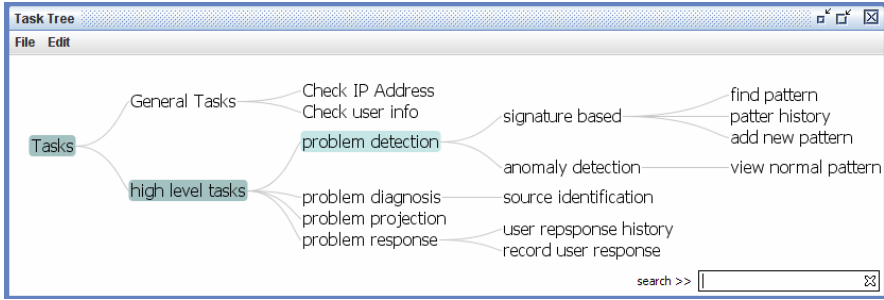 Task Tree
File Edit
Tasks
General Tasks
Check IP Address
Check user info
high level tasks
problem detection
signature based
find pattern
patter history
add new pattern
anomaly detection
view normal pattern
problem diagnosis
source identification
problem projection
problem response
user repsponse history
record user response
search >>